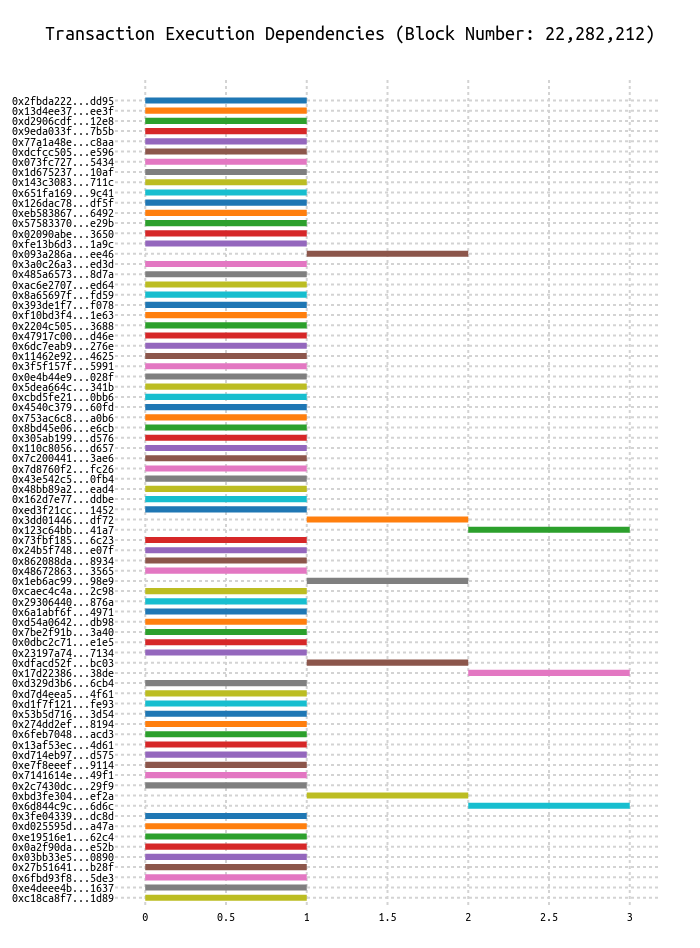 Transaction Execution Dependencies (Block Number: 22,282,212)
0x2fbda222...dd95
0x13d4ee37...ee3f
0xd2906cdf...12e8
0x9eda033f...7b5b
0x77a1a48e...c8aa
0xdcfcc505...e596
0x073fc727...5434
0x1d675237...10af
0x143c3083...711c
0x651fa169...9c41
0x126dac78...df5f
0xeb583867...6492
0x57583370...e29b
0x02090abe...3650
0xfe13b6d3...1a9c
0x093a286a...ee46
0x3a0c26a3...ed3d
0x485a6573...8d7a
0xac6e2707...ed64
0x8a65697f...fd59
0x393de1f7...f078
0xf10bd3f4...1e63
0x2204c505...3688
0x47917c00...d46e
0x6dc7eab9...276e
0x11462e92...4625
0x3f5f157f...5991
0x0e4b44e9...028f
0x5dea664c...341b
0xcbd5fe21...0bb6
0x4540c379...60fd
0x753ac6c8...a0b6
0x8bd45e06...e6cb
0x305ab199...d576
0x110c8056...d657
0x7c200441...3ae6
0x7d8760f2...fc26
0x43e542c5...0fb4
0x48bb89a2...ead4
0x162d7e77...ddbe
0xed3f21cc...1452
0x3dd01446...df72
0x123c64bb...41a7
0x73fbf185...6c23
0x24b5f748...e07f
0x862088da...8934
0x48672863...3565
0x1eb6ac99...98e9
0xcaec4c4a...2c98
0x29306440...876a
0x6a1abf6f...4971
0xd54a0642...db98
0x7be2f91b...3a40
0x0dbc2c71...e1e5
0x23197a74...7134
0xdfacd52f...bc03
0x17d22386...38de
0xd329d3b6...6cb4
0xd7d4eea5...4f61
0xd1f7f121...fe93
0x53b5d716...3d54
0x274dd2ef...8194
0x6feb7048...acd3
0x13af53ec...4d61
0xd714eb97...d575
0xe7f8eeef...9114
0x7141614e...49f1
0x2c7430dc...29f9
0xbd3fe304...ef2a
0x6d844c9c...6d6c
0x3fe04339...dc8d
0xd025595d...a47a
0xe19516e1...62c4
0x0a2f90da...e52b
0x03bb33e5...0890
0x27b51641...b28f
0x6fbd93f8...5de3
0xe4deee4b...1637
0xc18ca8f7...1d89
0 0.5 1 1.5 2 2.5 3